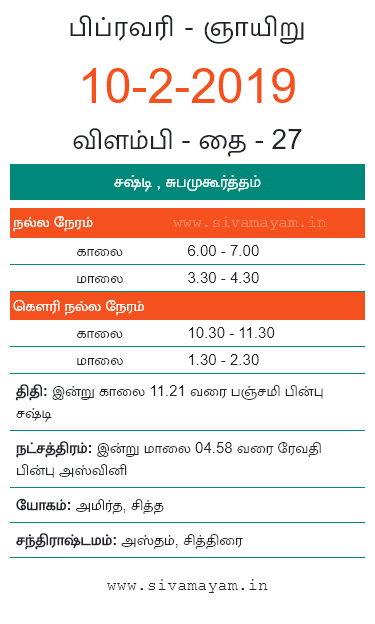 பிப்ரவரி - ஞாயிறு
10-2-2019
விளம்பி - தை - 27
சஷ்டி , சுபமுகூர்த்தம்
நல்ல நேரம் www.sivamayam.in
காலை 6.00 - 7.00
மாலை 3.30 - 4.30
கௌரி நல்ல நேரம்
காலை 10.30 - 11.30
மாலை 1.30 - 2.30
திதி: இன்று காலை 11.21 வரை பஞ்சமி பின்பு
சஷ்டி
நட்சத்திரம்: இன்று மாலை 04.58 வரை ரேவதி
பின்பு அஸ்வினி
யோகம்: அமிர்த, சித்த
சந்திராஷ்டமம்: அஸ்தம், சித்திரை
www.sivamayam.in